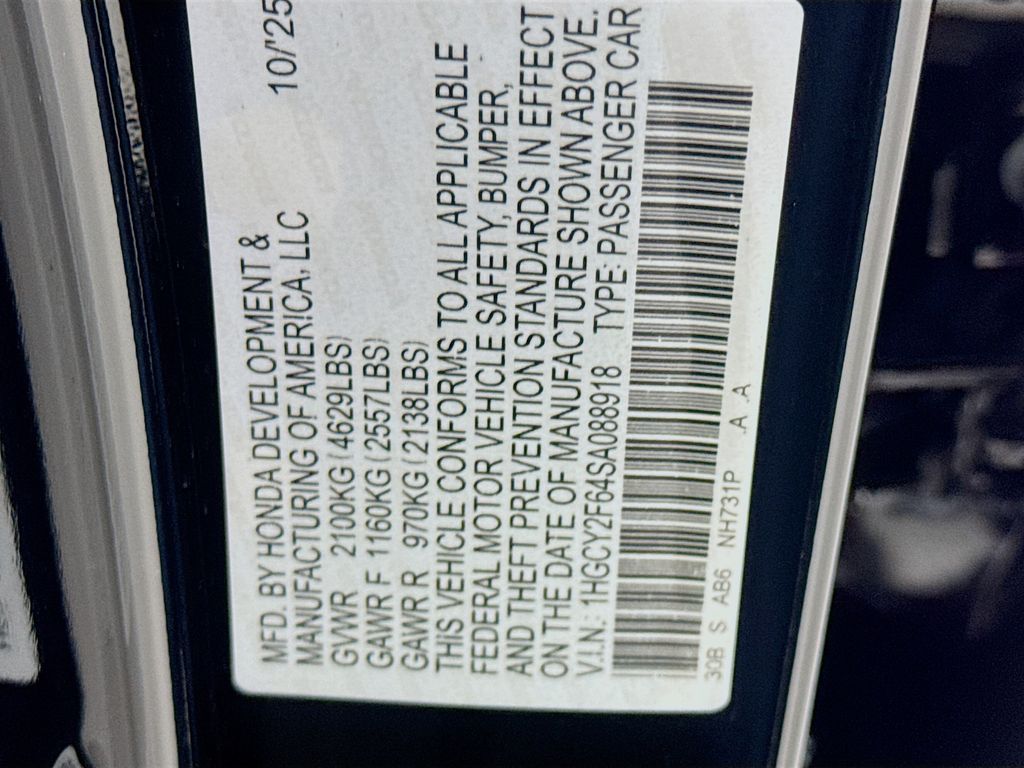 MFD. BY HONDA DEVELOPMENT & 10/'25
MANUFACTURING OF AMERICA, LLC
GVWR 2100KG (4629LBS)
GAWR F 1160KG (2557LBS)
GAWR R 970KG (2138LBS)
THIS VEHICLE CONFORMS TO ALL APPLICABLE
FEDERAL MOTOR VEHICLE SAFETY, BUMPER,
AND THEFT PREVENTION STANDARDS IN EFFECT
ON THE DATE OF MANUFACTURE SHOWN ABOVE.
V.I.N.: 1HGCY2F64SA088918 TYPE: PASSENGER CAR
30B S AB6 NH731P .A .A